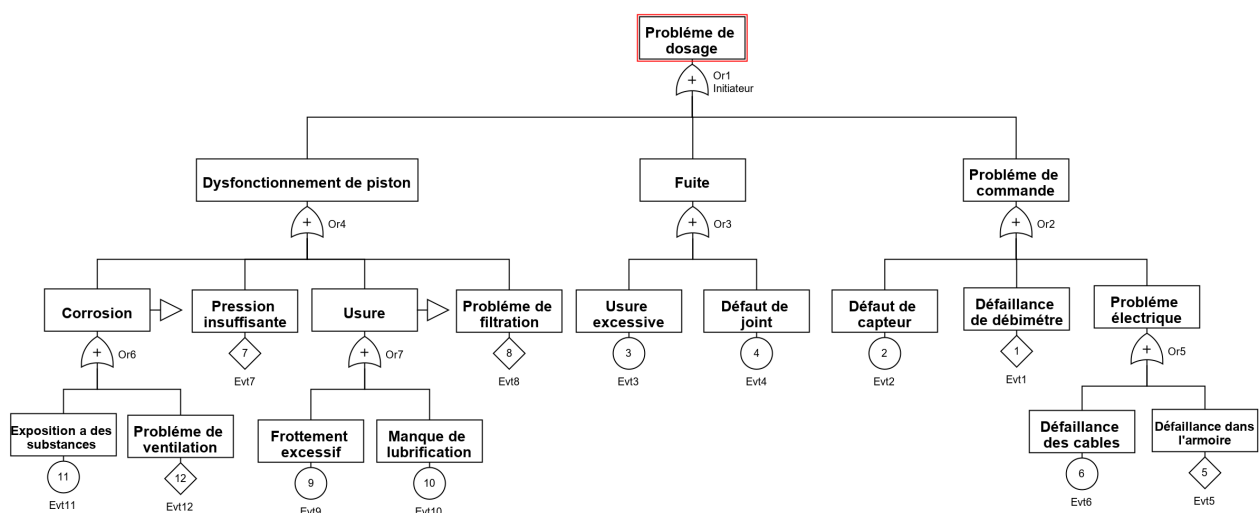 Probléme de
dosage
+
Or1
Initiateur
Dysfonctionnement de piston
Fuite
Probléme de
commande
+
Or4
+
Or3
+
Or2
Corrosion
Pression
insuffisante
Usure
Probléme de
filtration
Usure
excessive
Défaut de
joint
Défaut de
capteur
Défaillance
de débimétre
Probléme
électrique
+
Or6
7
Evt7
+
Or7
8
Evt8
3
Evt3
4
Evt4
2
Evt2
1
Evt1
+
Or5
Exposition a des
substances
Probléme de
ventilation
Frottement
excessif
Manque de
lubrification
Défaillance
des cables
Défaillance dans
l'armoire
11
Evt11
12
Evt12
9
Evt9
10
Evt10
6
Evt6
5
Evt5